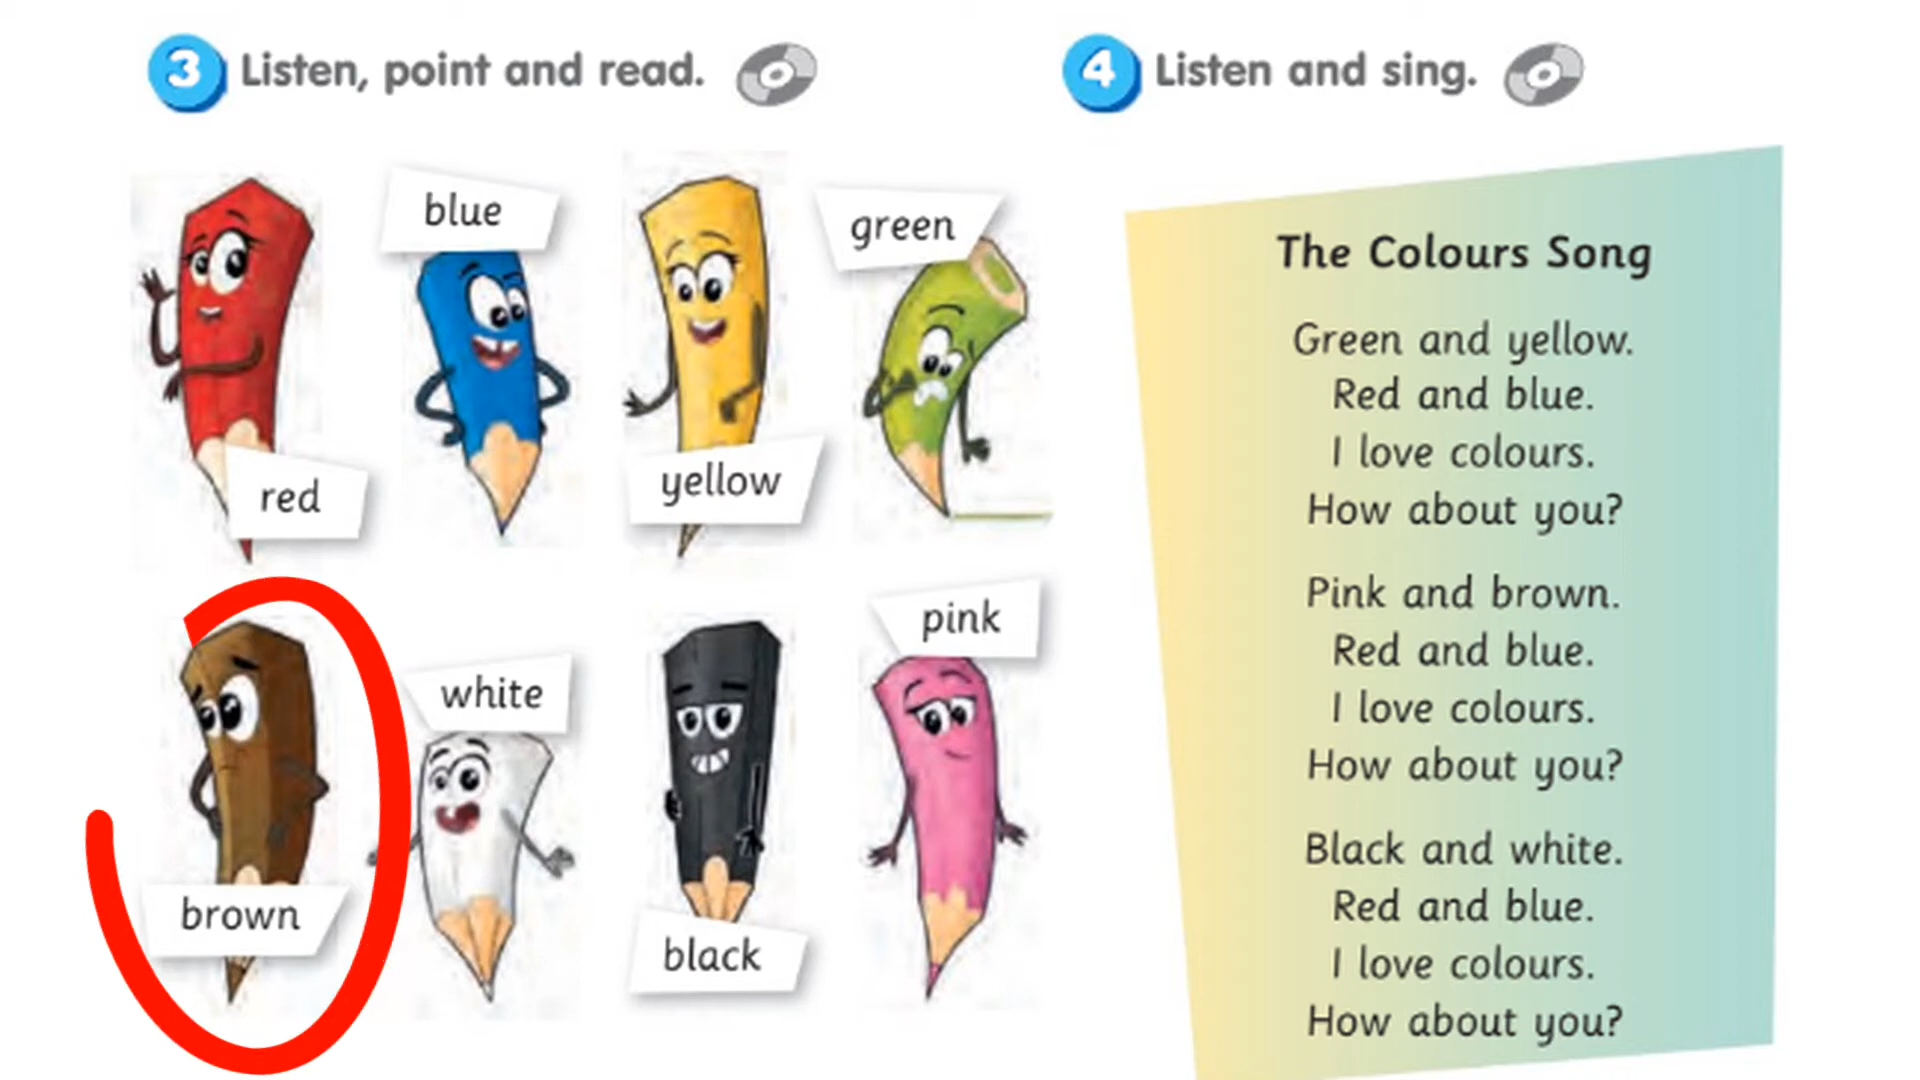 3 Listen, point and read.
red
blue
yellow
green
brown
white
black
pink
4 Listen and sing.
The Colours Song
Green and yellow.
Red and blue.
I love colours.
How about you?
Pink and brown.
Red and blue.
I love colours.
How about you?
Black and white.
Red and blue.
I love colours.
How about you?